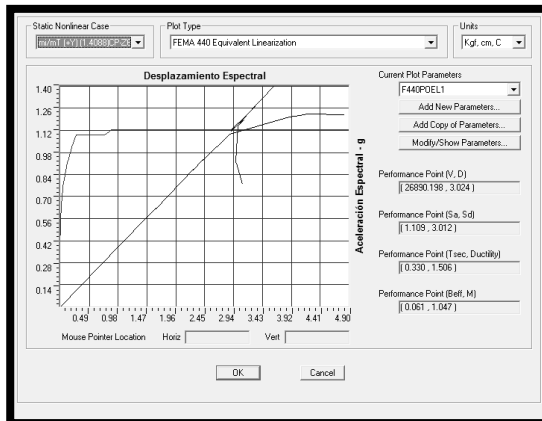 Static Nonlinear Case
Plot Type
Units
FEMA 440 Equivalent Linearization
Kgf, cm, C
Desplazamiento Espectral
Current Plot Parameters
F440POEL1
Add New Parameters...
Add Copy of Parameters...
Modify/Show Parameters...
Performance Point (V, D)
( 26890.198 , 3.024 )
Performance Point (Sa, Sd)
( 1.109 , 3.012 )
Performance Point (Tsec, Ductility)
( 0.330 , 1.506 )
Performance Point (Beff, M)
( 0.061 , 1.047 )
1.40
1.26
1.12
0.98
0.84
0.70
0.56
0.42
0.28
0.14
Aceleración Espectral - g
0.49 0.98 1.47 1.96 2.45 2.94 3.43 3.92 4.41 4.90
Mouse Pointer Location Horiz Vert
OK Cancel